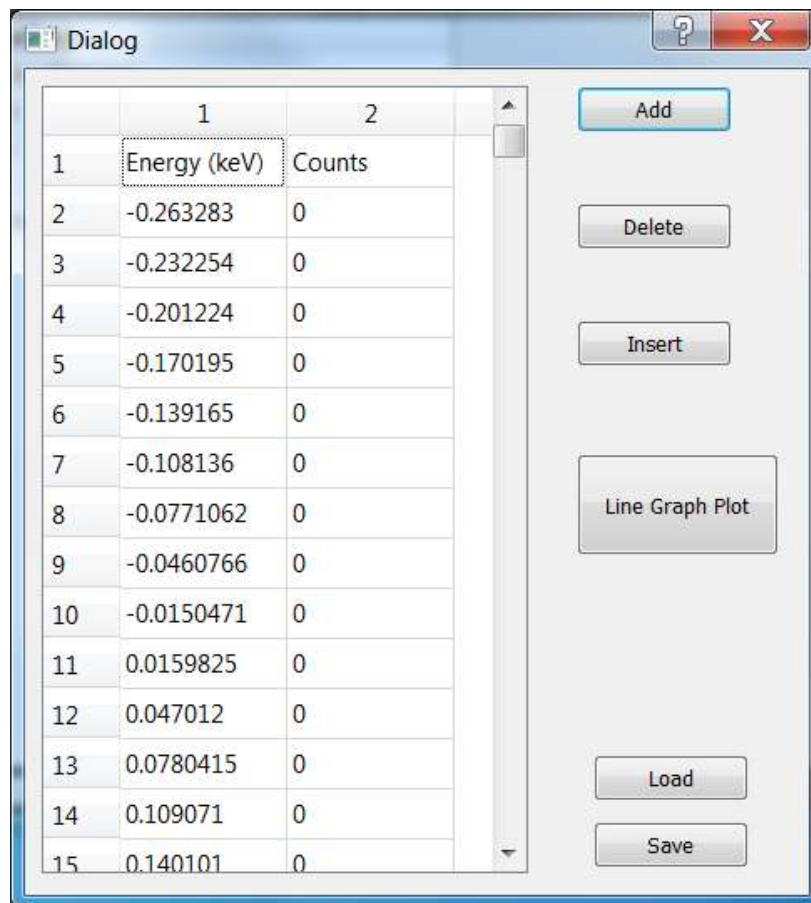 Dialog
? X
1 2
1 Energy (keV) Counts
2 -0.263283 0
3 -0.232254 0
4 -0.201224 0
5 -0.170195 0
6 -0.139165 0
7 -0.108136 0
8 -0.0771062 0
9 -0.0460766 0
10 -0.0150471 0
11 0.0159825 0
12 0.047012 0
13 0.0780415 0
14 0.109071 0
15 0.140101 0
Add
Delete
Insert
Line Graph Plot
Load
Save